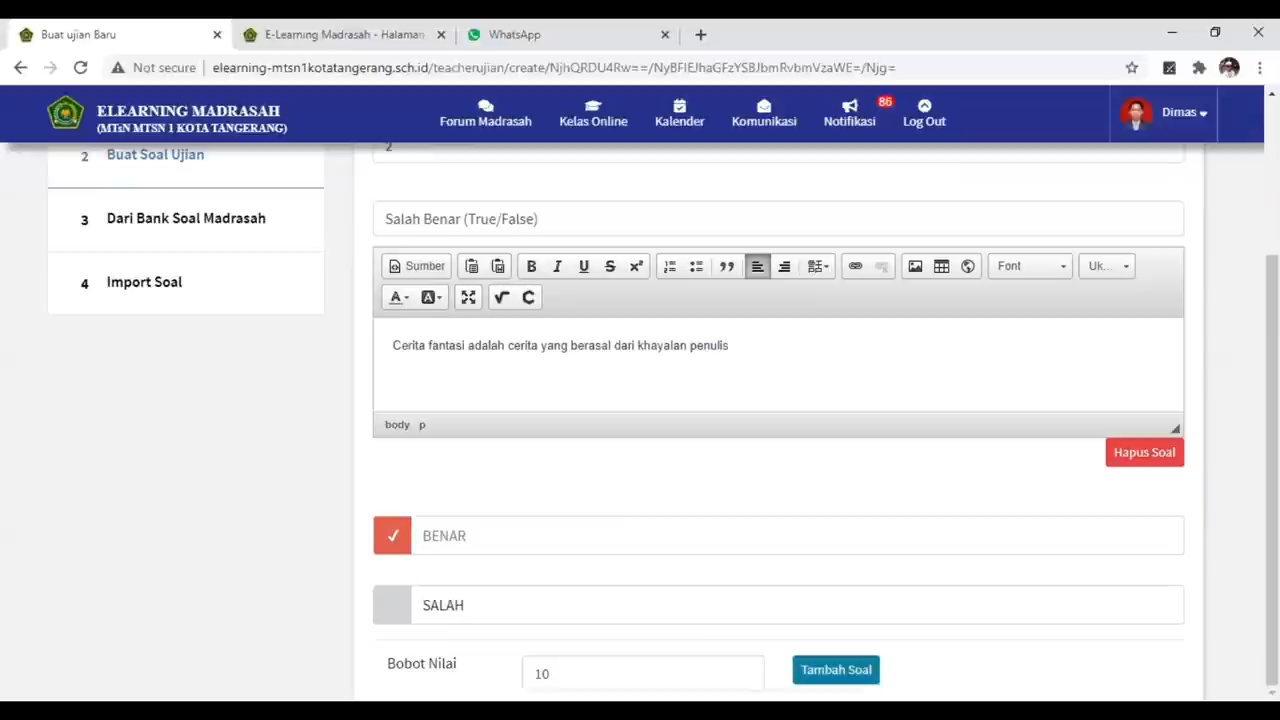 Buat ujian Baru
E-Learning Madrasah - Halaman
WhatsApp
Not secure
elearning-mtsn1kotatangerang.sch.id/teacherujian/create/NjhQRDU4Rw==/NyBFIEJhaGFzYSBJbmRvbmVzaWE=/Njg=
ELEARNING MADRASAH
(MTsN MTSN 1 KOTA TANGERANG)
Forum Madrasah
Kelas Online
Kalender
Komunikasi
86
Notifikasi
Log Out
Dimas
2 Buat Soal Ujian
3 Dari Bank Soal Madrasah
4 Import Soal
2
Salah Benar (True/False)
Sumber
B I U S x²
Font
Uk...
A A
C
Cerita fantasi adalah cerita yang berasal dari khayalan penulis
body p
Hapus Soal
BENAR
SALAH
Bobot Nilai
10
Tambah Soal